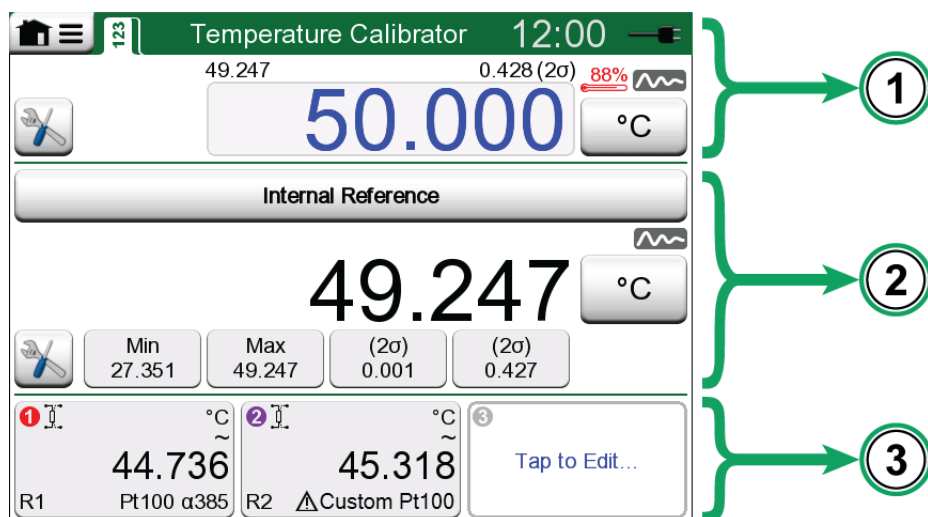 123 Temperature Calibrator 12:00
49.247 0.428 (2σ) 88%
50.000 °C
1
Internal Reference
49.247 °C
2
Min Max (2σ) (2σ)
27.351 49.247 0.001 0.427
1 °C 2 °C 3
~ ~
44.736 45.318 Tap to Edit...
R1 Pt100 α385 R2 Custom Pt100
3